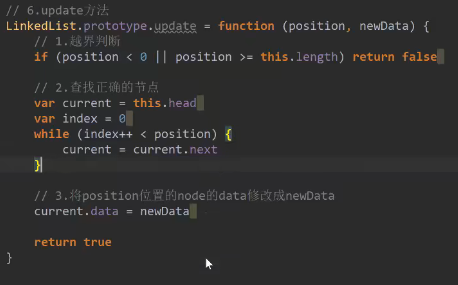 // 6.update方法
LinkedList.prototype.update = function (position, newData) {
// 1.越界判断
if (position < 0 || position >= this.length) return false
// 2.查找正确的节点
var current = this.head
var index = 0
while (index++ < position) {
current = current.next
}
// 3.将position位置的node的data修改成newData
current.data = newData
return true
}